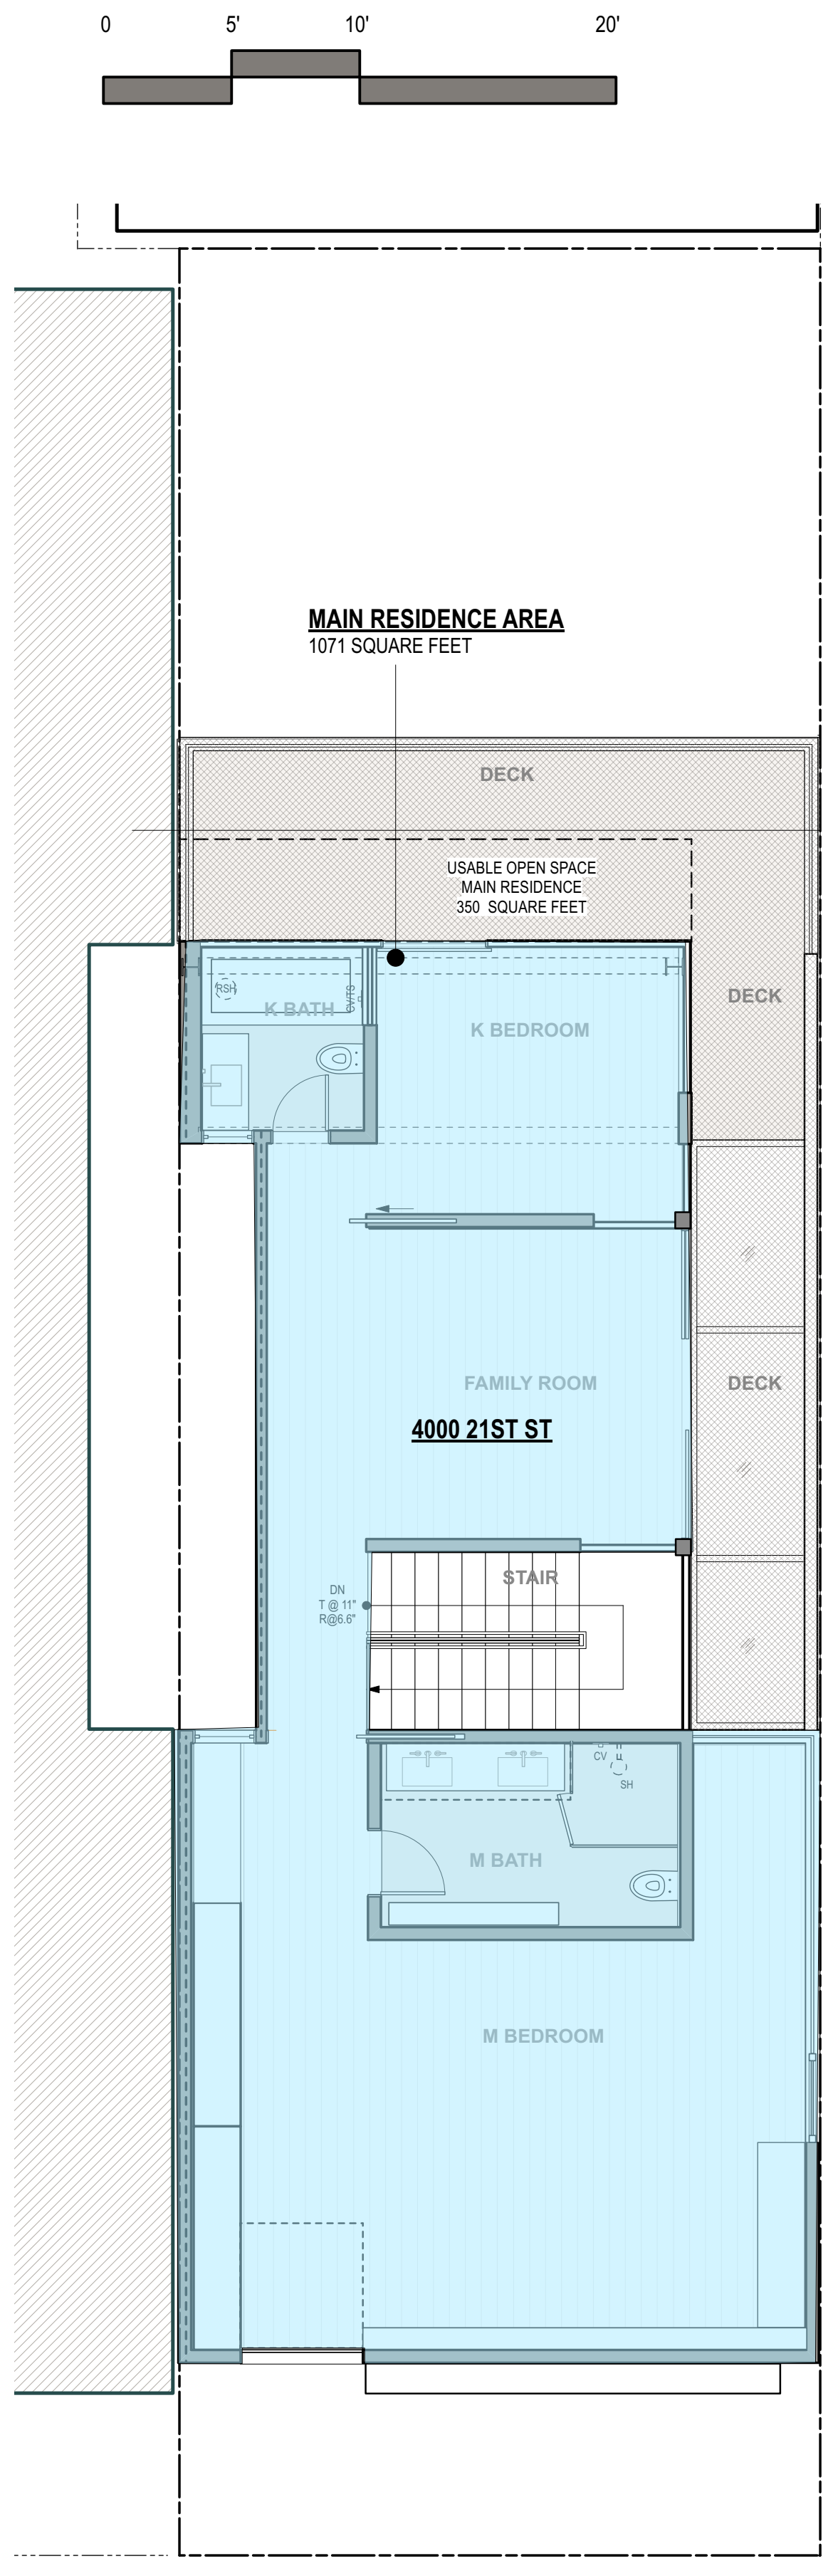 0 5' 10' 20'
MAIN RESIDENCE AREA
1071 SQUARE FEET
DECK
USABLE OPEN SPACE
MAIN RESIDENCE
350 SQUARE FEET
DECK
RSH
K BATH
CV/TS
K BEDROOM
FAMILY ROOM
DECK
4000 21ST ST
STAIR
DN
T @ 11"
R@6.6"
CV
SH
M BATH
M BEDROOM